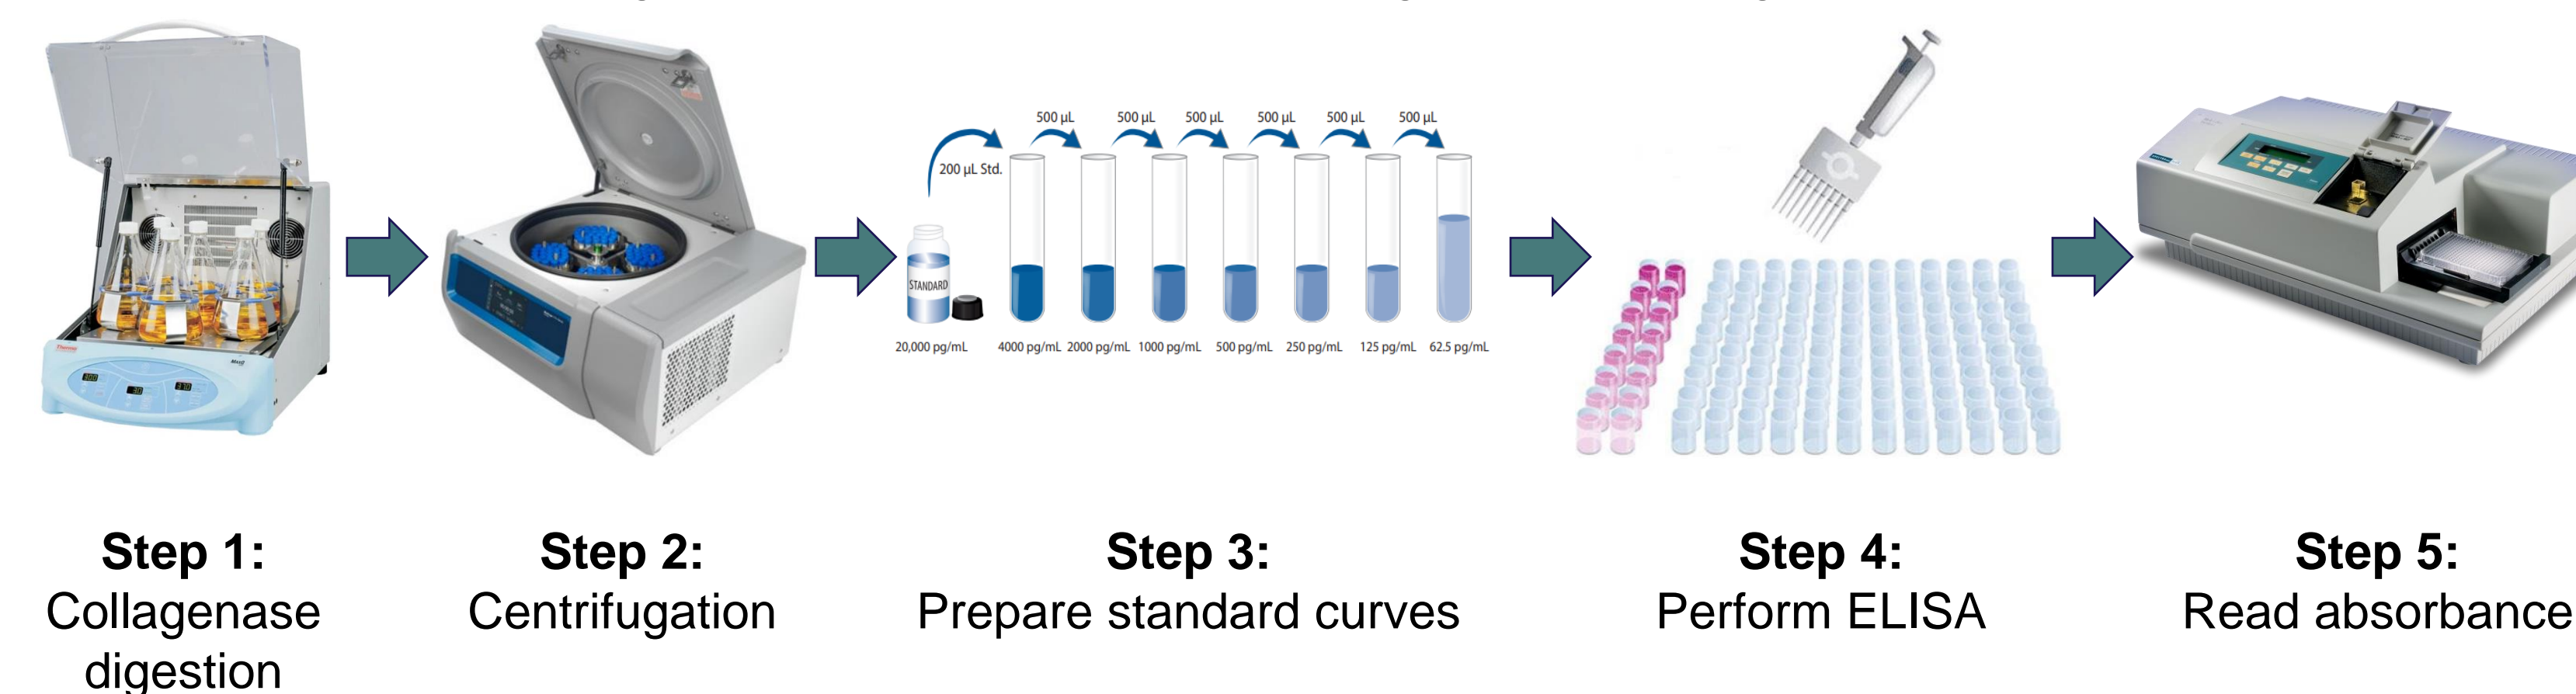 500 µL 500 µL 500 µL 500 µL 500 µL 500 µL
200 µL Std.
STANDARD
20,000 pg/mL 4000 pg/mL 2000 pg/mL 1000 pg/mL 500 pg/mL 250 pg/mL 125 pg/mL 62.5 pg/mL
Step 1:
Collagenase
digestion
Step 2:
Centrifugation
Step 3:
Prepare standard curves
Step 4:
Perform ELISA
Step 5:
Read absorbance